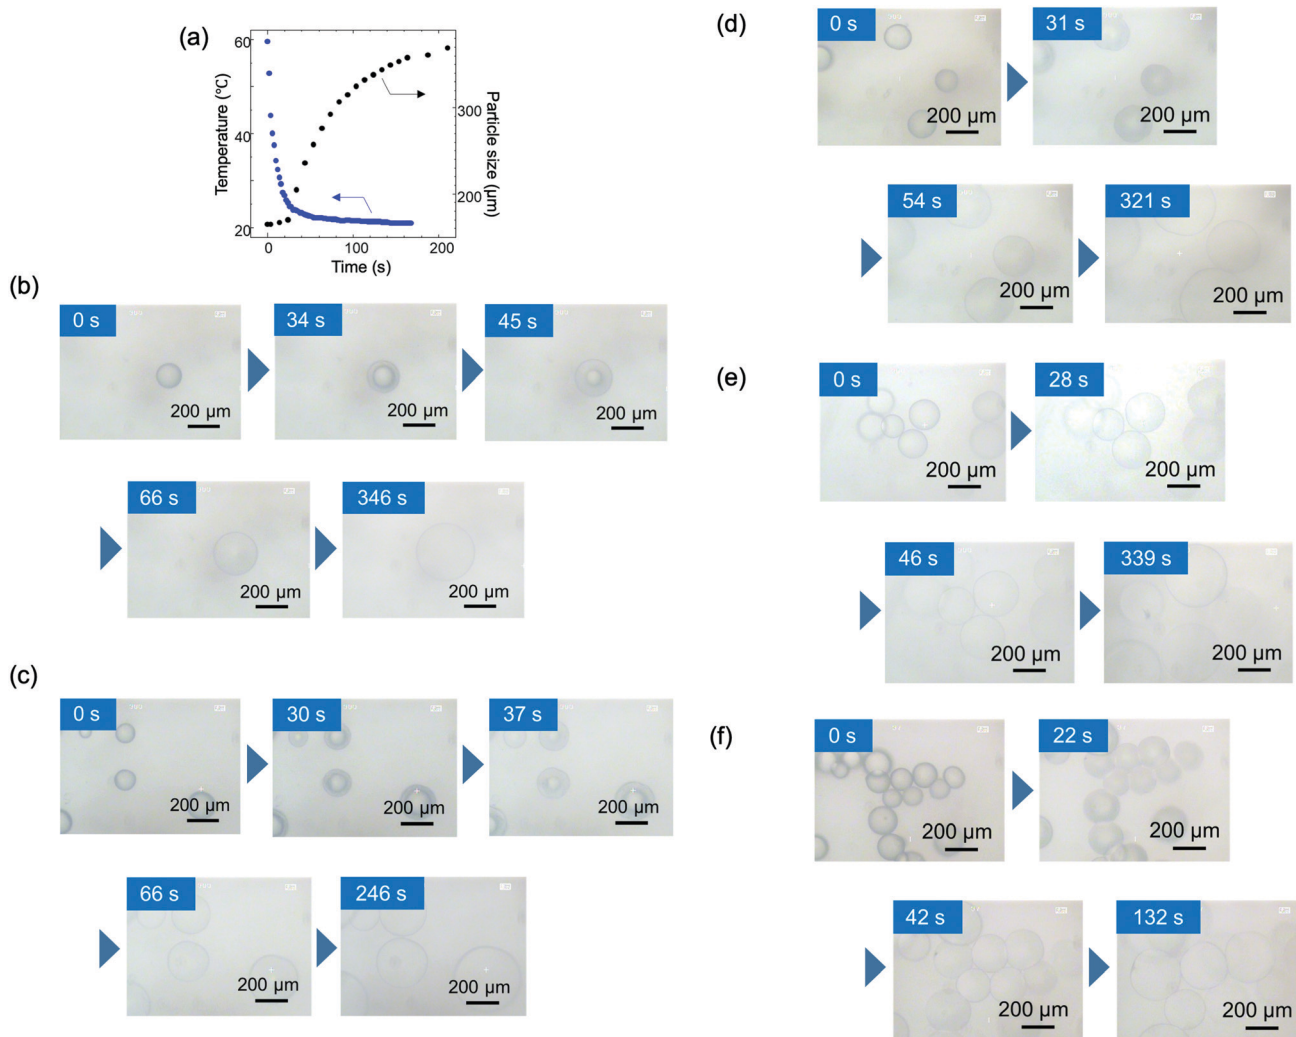 (a)
60
40
20
Temperature (°C)
0
100
200
Time (s)
300
200
100
Particle size (µm)
(b)
0 s
200 µm
34 s
200 µm
45 s
200 µm
66 s
200 µm
346 s
200 µm
(c)
0 s
200 µm
30 s
200 µm
37 s
200 µm
66 s
200 µm
246 s
200 µm
(d)
0 s
200 µm
31 s
200 µm
54 s
200 µm
321 s
200 µm
(e)
0 s
200 µm
28 s
200 µm
46 s
200 µm
339 s
200 µm
(f)
0 s
200 µm
22 s
200 µm
42 s
200 µm
132 s
200 µm